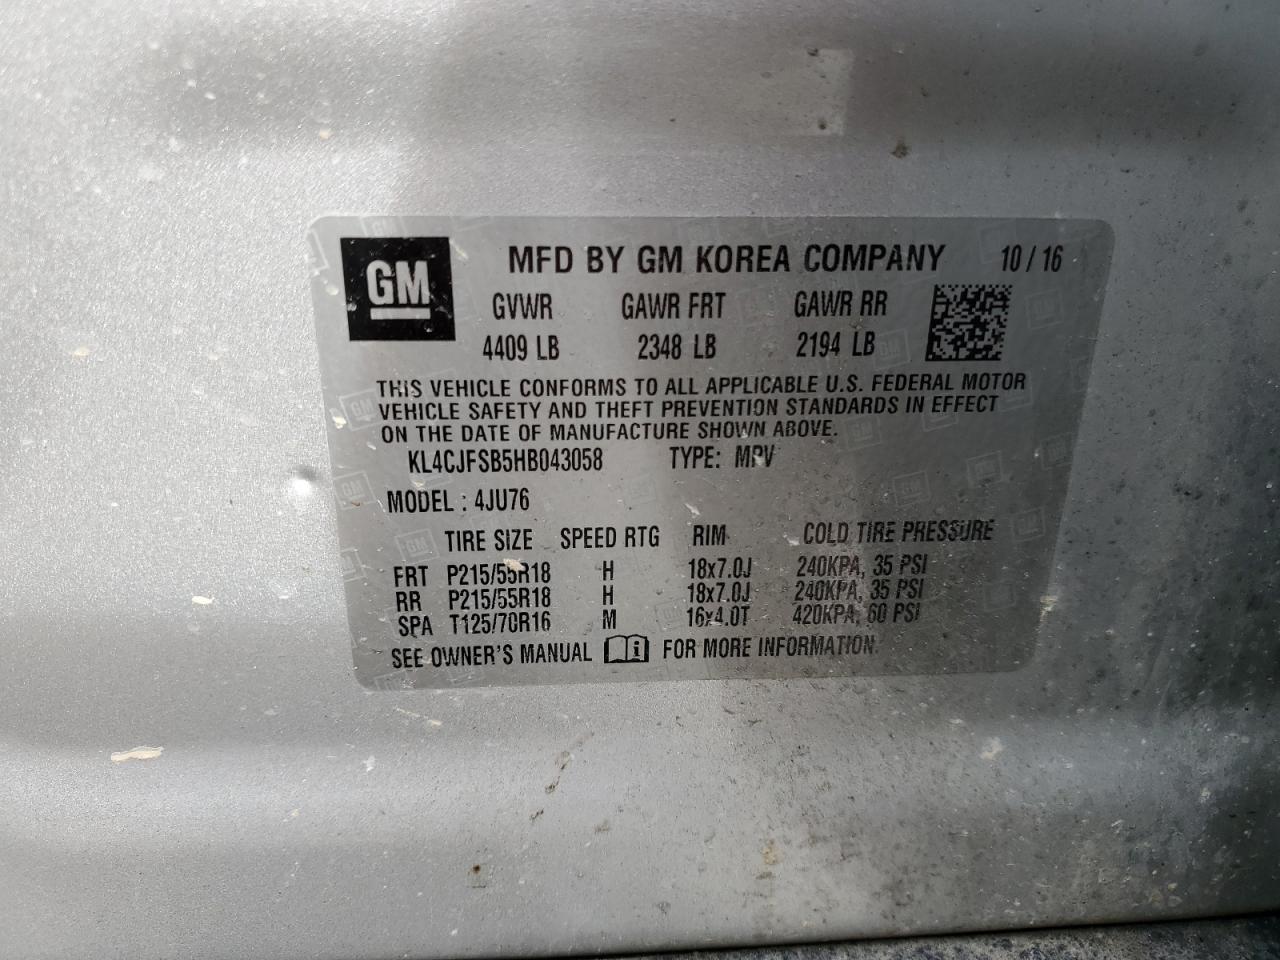 GM MFD BY GM KOREA COMPANY 10 / 16
GVWR GAWR FRT GAWR RR
4409 LB 2348 LB 2194 LB
THIS VEHICLE CONFORMS TO ALL APPLICABLE U.S. FEDERAL MOTOR
VEHICLE SAFETY AND THEFT PREVENTION STANDARDS IN EFFECT
ON THE DATE OF MANUFACTURE SHOWN ABOVE.
KL4CJFSB5HB043058 TYPE: MPV
MODEL : 4JU76
TIRE SIZE SPEED RTG RIM COLD TIRE PRESSURE
FRT P215/55R18 H 18x7.0J 240KPA, 35 PSI
RR P215/55R18 H 18x7.0J 240KPA, 35 PSI
SPA T125/70R16 M 16x4.0T 420KPA, 60 PSI
SEE OWNER'S MANUAL i FOR MORE INFORMATION.